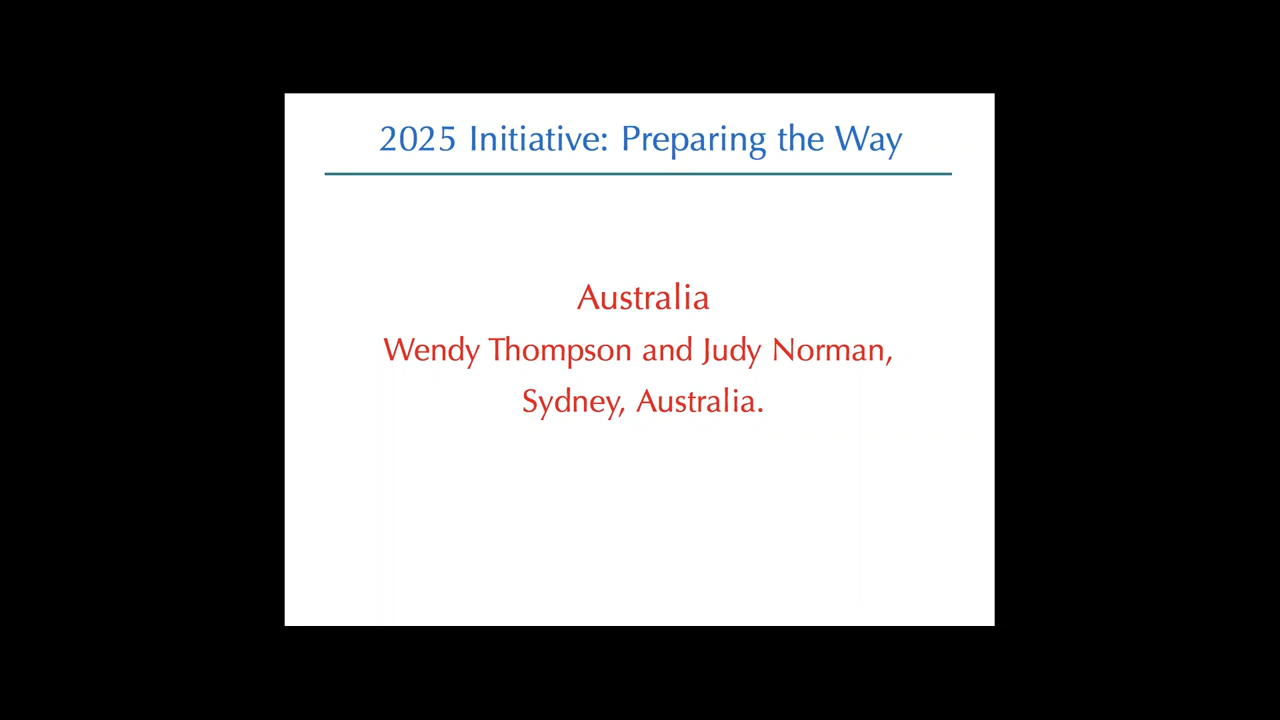 2025 Initiative: Preparing the Way
Australia
Wendy Thompson and Judy Norman,
Sydney, Australia.